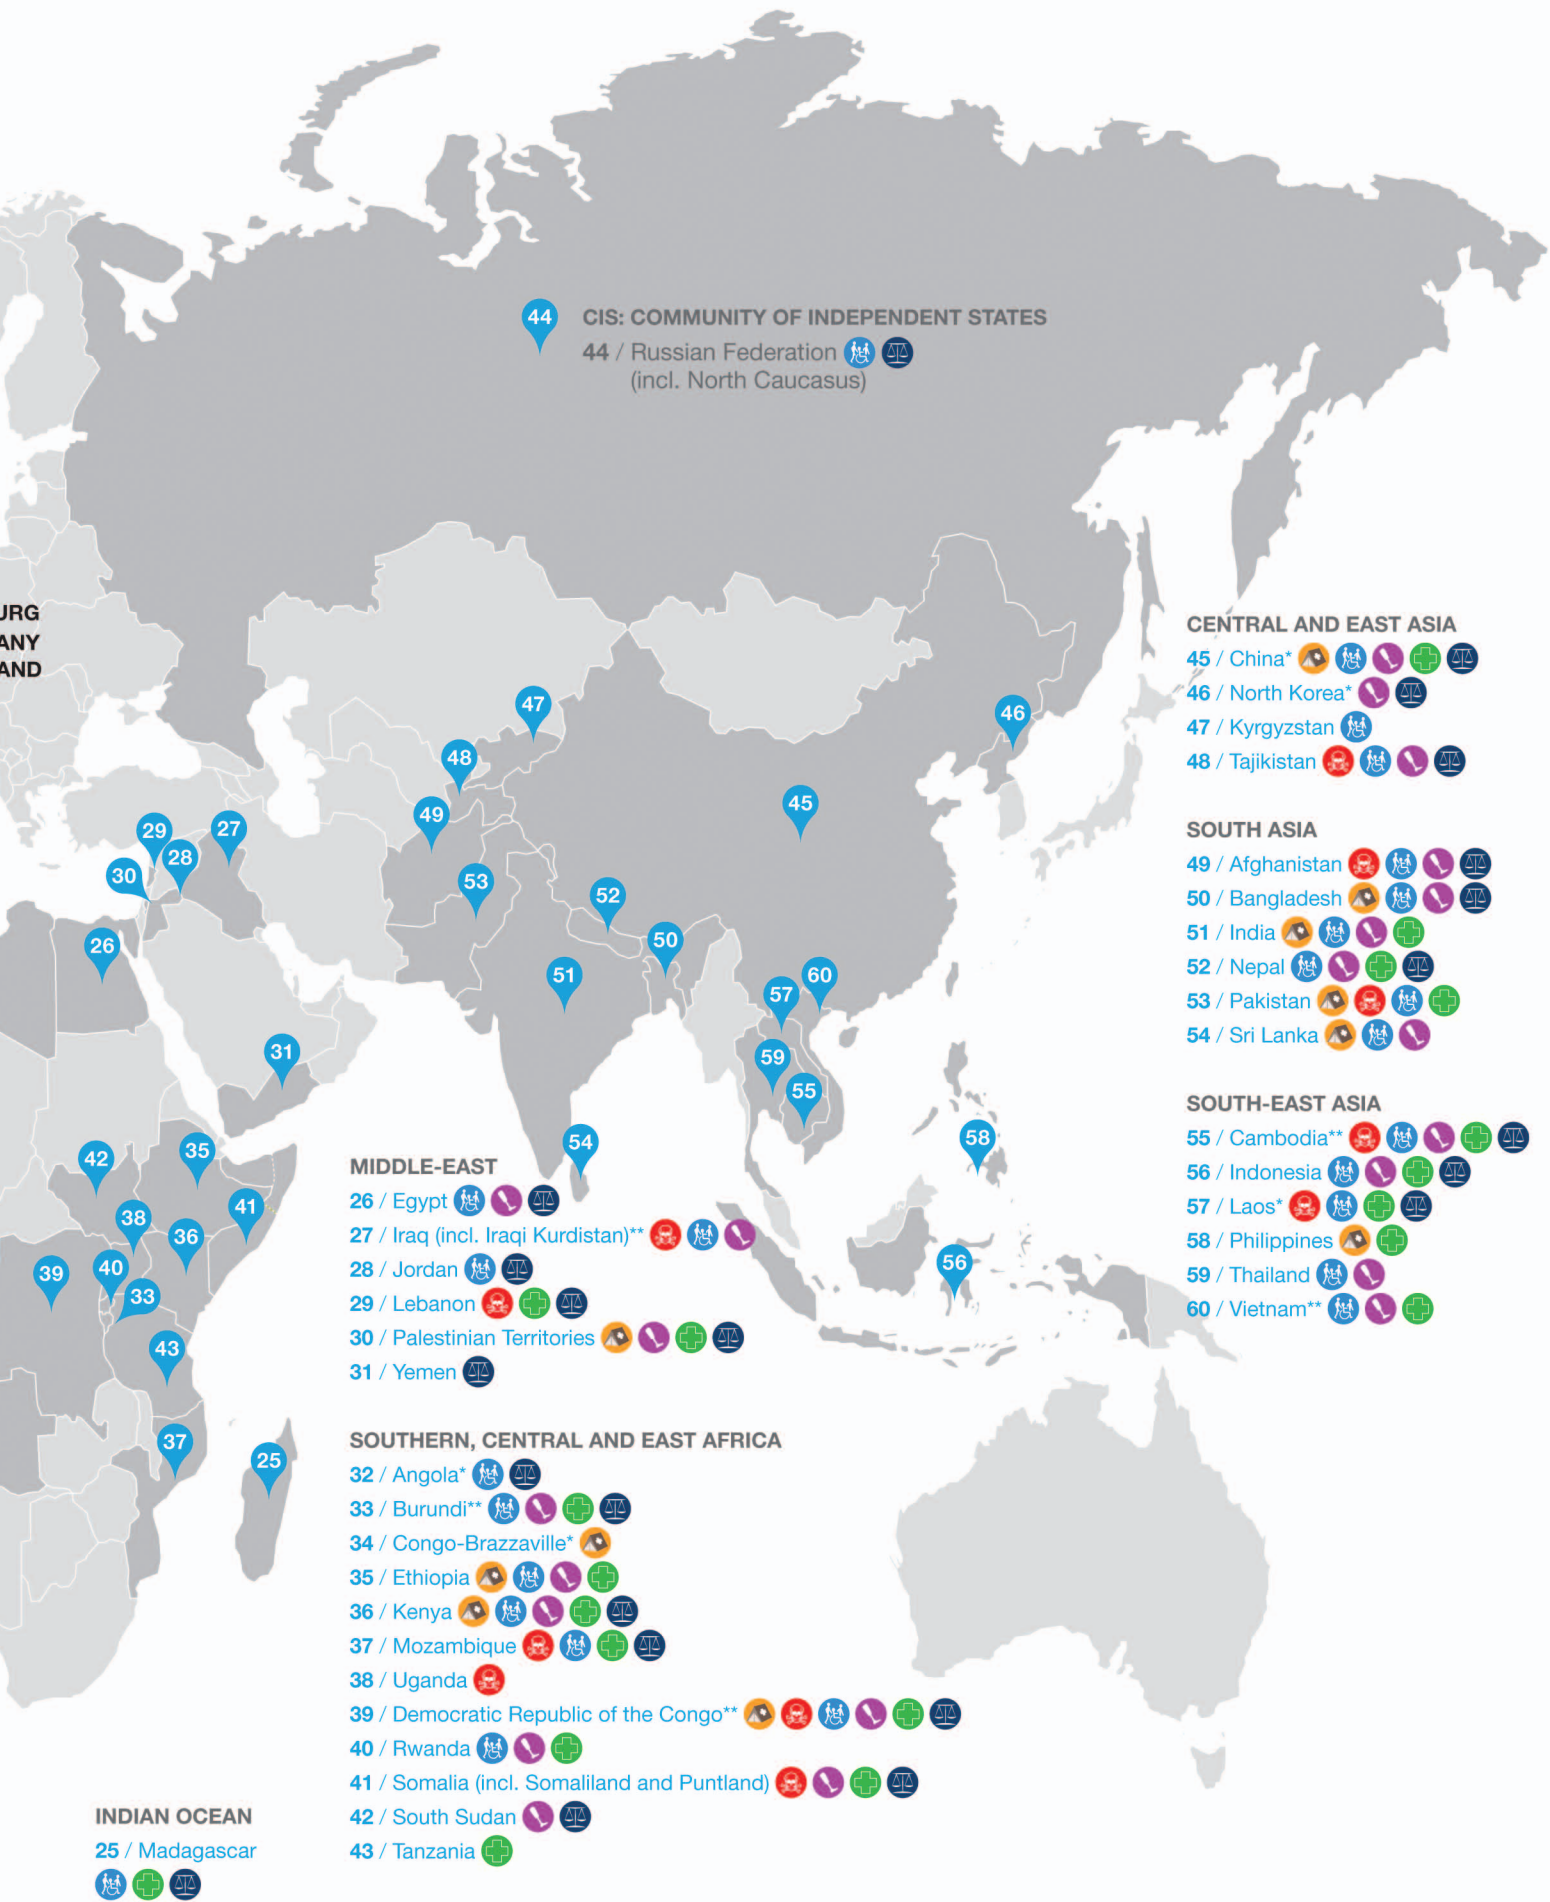 44
CIS: COMMUNITY OF INDEPENDENT STATES
44 / Russian Federation
(incl. North Caucasus)
URG
ANY
AND
47
46
48
45
49
29
27
28
30
53
52
26
50
51
60
57
31
59
55
54
58
35
42
41
38
36
56
39
40
33
43
37
25
CENTRAL AND EAST ASIA
45 / China*
46 / North Korea*
47 / Kyrgyzstan
48 / Tajikistan
SOUTH ASIA
49 / Afghanistan
50 / Bangladesh
51 / India
52 / Nepal
53 / Pakistan
54 / Sri Lanka
SOUTH-EAST ASIA
55 / Cambodia**
56 / Indonesia
57 / Laos*
58 / Philippines
59 / Thailand
60 / Vietnam**
MIDDLE-EAST
26 / Egypt
27 / Iraq (incl. Iraqi Kurdistan)**
28 / Jordan
29 / Lebanon
30 / Palestinian Territories
31 / Yemen
SOUTHERN, CENTRAL AND EAST AFRICA
32 / Angola*
33 / Burundi**
34 / Congo-Brazzaville*
35 / Ethiopia
36 / Kenya
37 / Mozambique
38 / Uganda
39 / Democratic Republic of the Congo**
40 / Rwanda
41 / Somalia (incl. Somaliland and Puntland)
42 / South Sudan
43 / Tanzania
INDIAN OCEAN
25 / Madagascar